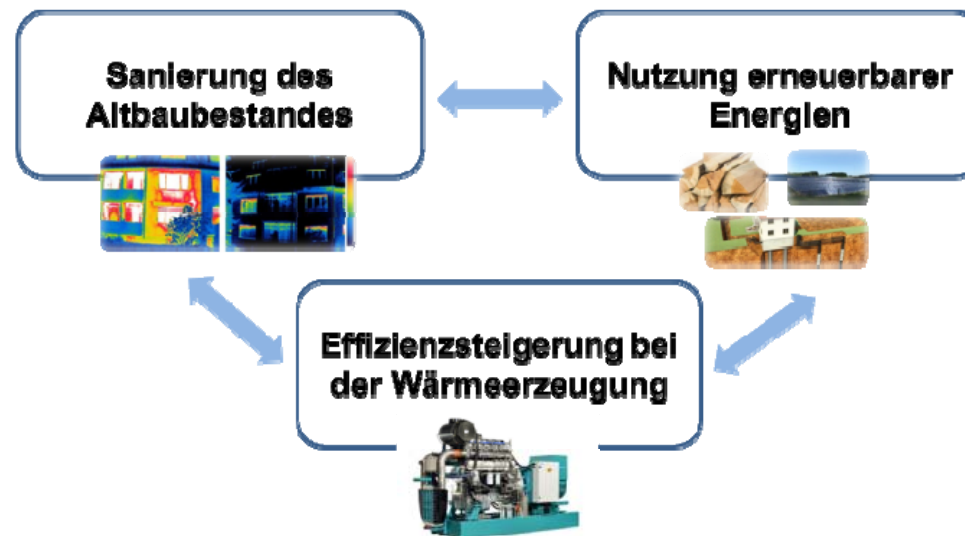 Sanierung des
Altbaubestandes
Nutzung erneuerbarer
Energien
Effizienzsteigerung bei
der Wärmeerzeugung